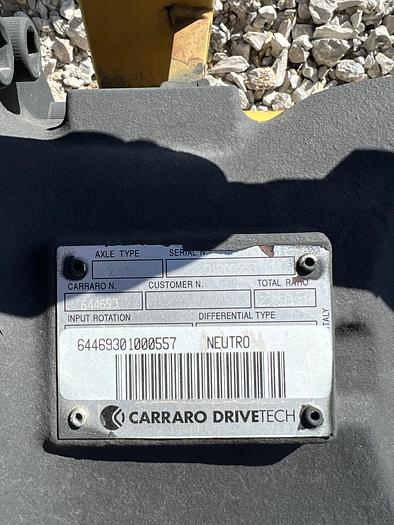 AXLE TYPE SERIAL N.
CARRARO N. CUSTOMER N. TOTAL RATIO
644693
INPUT ROTATION DIFFERENTIAL TYPE
ITALY
64469301000557 NEUTRO
CARRARO DRIVETECH